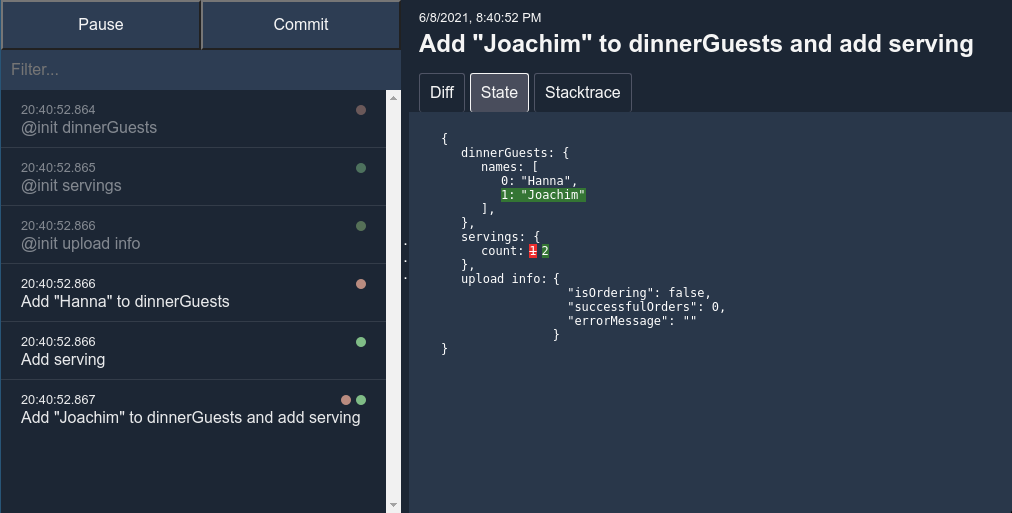 Pause
Commit
Filter...
20:40:52.864
@init dinnerGuests
20:40:52.865
@init servings
20:40:52.866
@init upload info
20:40:52.866
Add "Hanna" to dinnerGuests
20:40:52.866
Add serving
20:40:52.867
Add "Joachim" to dinnerGuests and add serving
6/8/2021, 8:40:52 PM
Add "Joachim" to dinnerGuests and add serving
Diff
State
Stacktrace
{
dinnerGuests: {
names: [
0: "Hanna",
1: "Joachim"
],
},
servings: {
count: 1 2
},
upload info: {
"isOrdering": false,
"successfulOrders": 0,
"errorMessage": ""
}
}